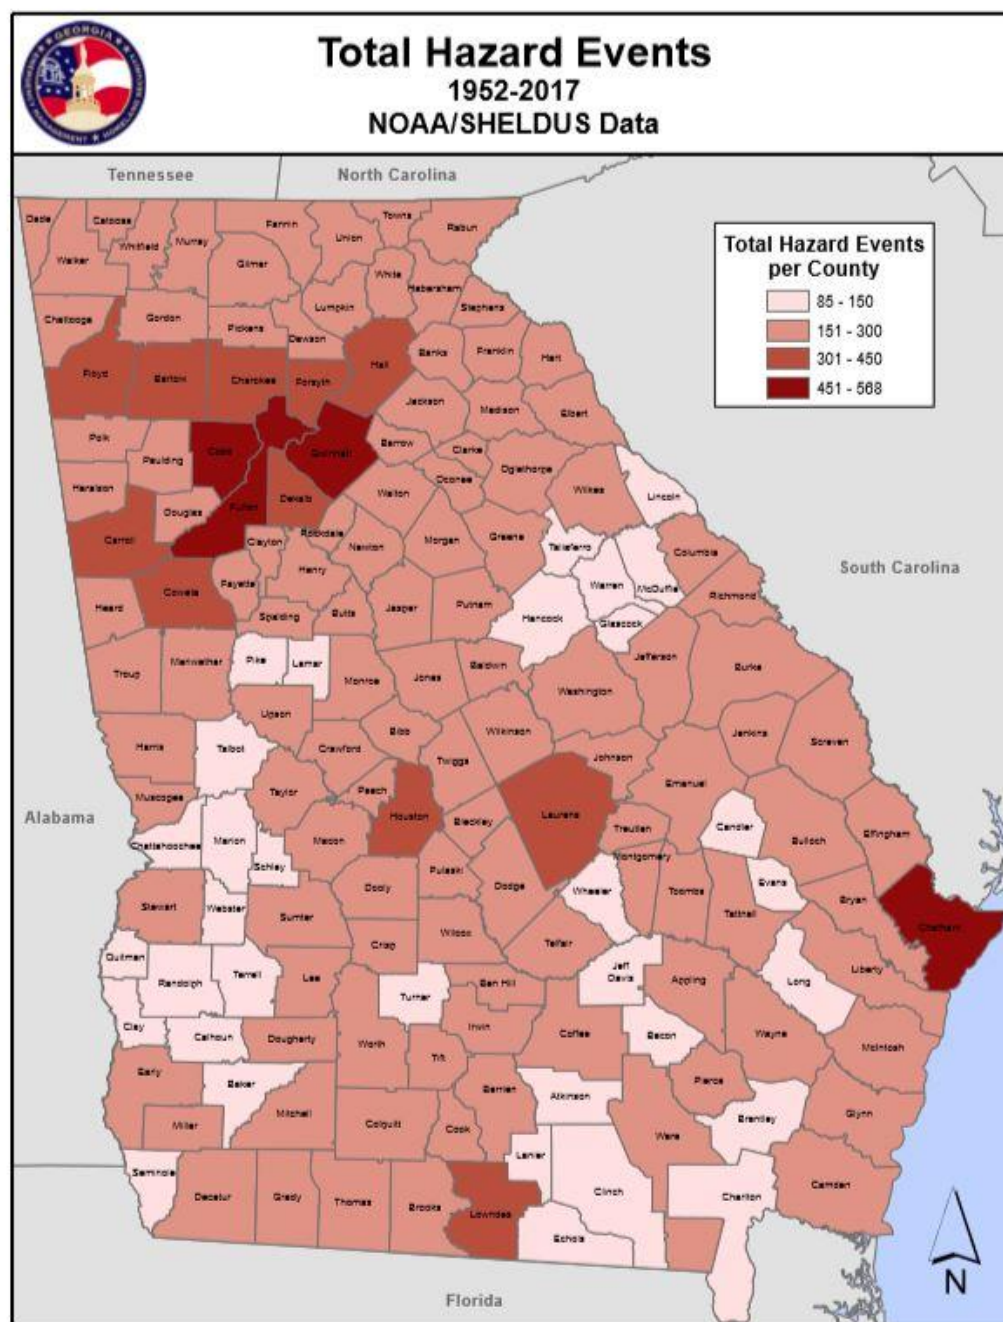 GEORGIA
Total Hazard Events
1952-2017
NOAA/SHELDUS Data
Tennessee
North Carolina
Total Hazard Events
per County
85 - 150
151 - 300
301 - 450
451 - 568
Dade
Catoosa
Whitfield
Murray
Fannin
Union
Towns
Rabun
Walker
Gilmer
White
Habersham
Lumpkin
Stephens
Chattooga
Gordon
Pickens
Dawson
Banks
Franklin
Hart
Floyd
Bartow
Cherokee
Forsyth
Hall
Jackson
Madison
Elbert
Polk
Paulding
Cobb
Gwinnett
Barrow
Clarke
Oconee
Oglethorpe
Wilkes
Lincoln
Haralson
Douglas
Fulton
Dekalb
Walton
Carroll
Clayton
Rockdale
Newton
Morgan
Greene
Taliaferro
Columbia
South Carolina
Heard
Coweta
Fayette
Henry
Spalding
Butts
Jasper
Putnam
Hancock
Warren
McDuffie
Glascock
Richmond
Troup
Meriwether
Pike
Lamar
Monroe
Jones
Baldwin
Washington
Jefferson
Burke
Harris
Talbot
Upson
Crawford
Bibb
Twiggs
Wilkinson
Johnson
Jenkins
Screven
Muscogee
Taylor
Peach
Houston
Bleckley
Laurens
Emanuel
Alabama
Chattahoochee
Marion
Schley
Macon
Pulaski
Treutlen
Montgomery
Candler
Bulloch
Effingham
Stewart
Webster
Sumter
Dooly
Dodge
Wheeler
Toombs
Tattnall
Evans
Bryan
Chatham
Quitman
Randolph
Terrell
Lee
Crisp
Wilcox
Telfair
Jeff
Davis
Appling
Long
Liberty
Clay
Calhoun
Dougherty
Turner
Ben Hill
Irwin
Coffee
Bacon
Wayne
McIntosh
Early
Baker
Worth
Tift
Berrien
Atkinson
Pierce
Brantley
Glynn
Miller
Mitchell
Colquitt
Cook
Lanier
Ware
Seminole
Decatur
Grady
Thomas
Brooks
Lowndes
Clinch
Echols
Charlton
Camden
Florida
N